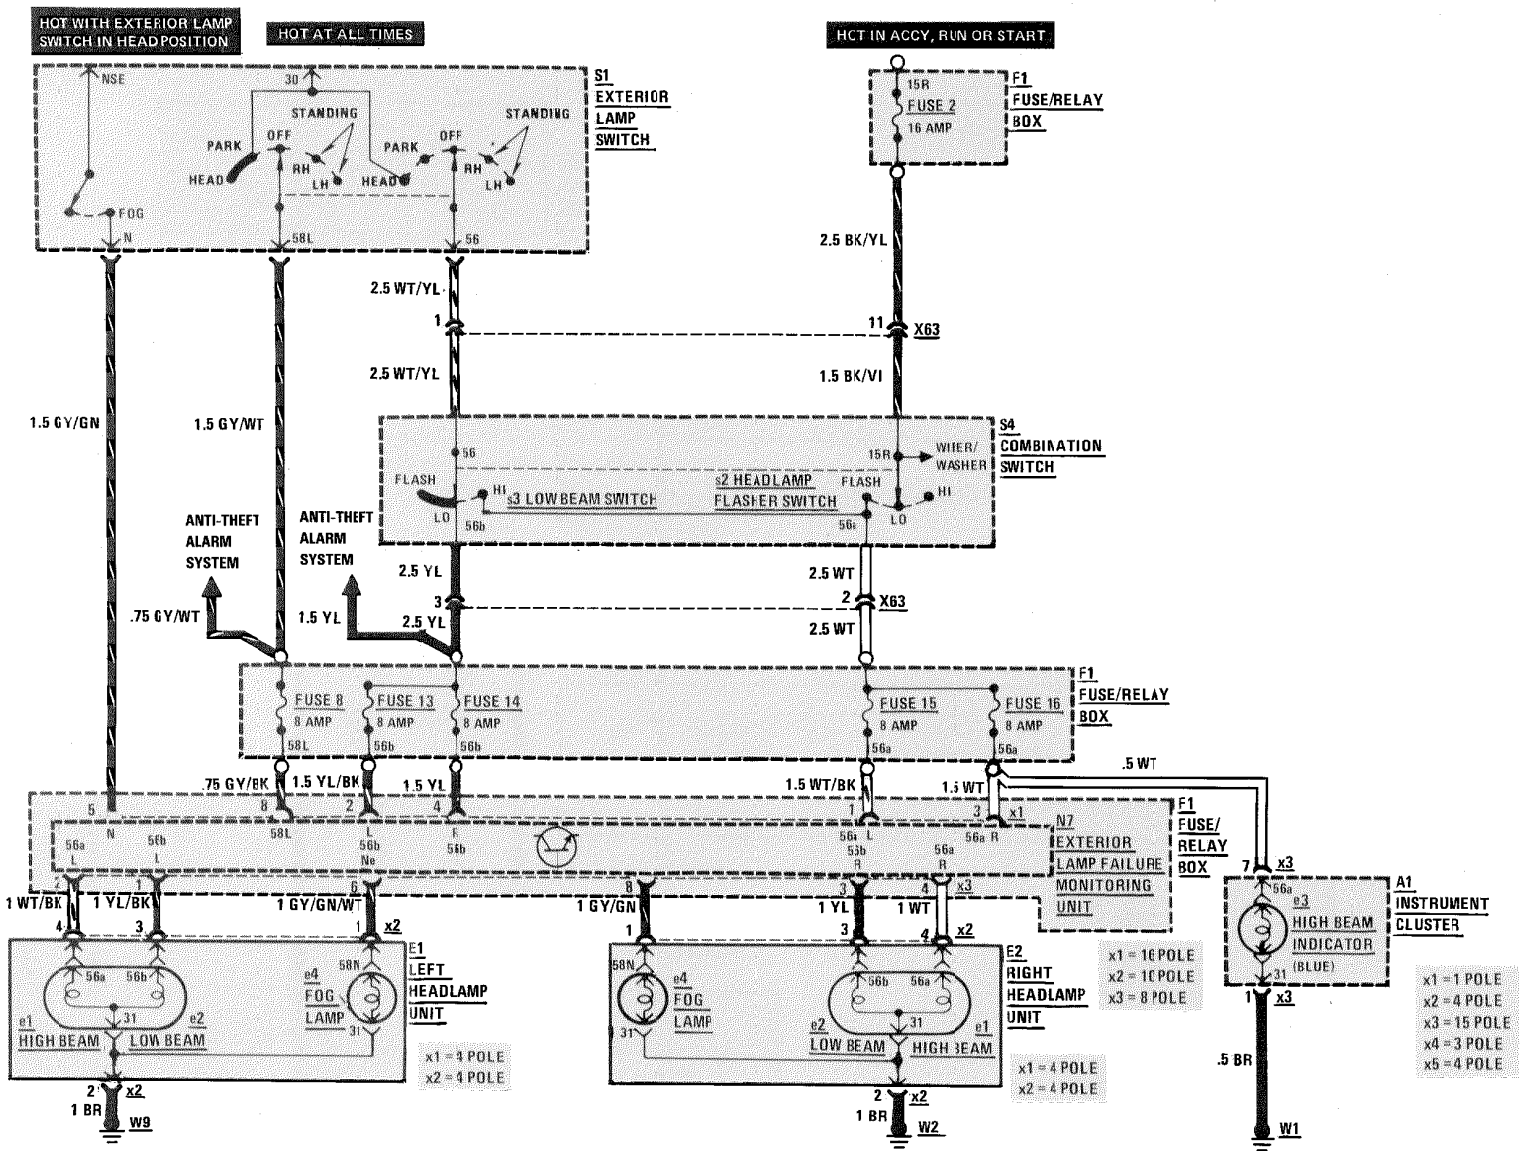 HOT WITH EXTERIOR LAMP
SWITCH IN HEAD POSITION
HOT AT ALL TIMES
HOT IN ACCY, RUN OR START
NSE
30
STANDING
STANDING
OFF
OFF
PARK
PARK
HEAD
HEAD
RH
LH
RH
LH
FOG
N
58L
56
S1
EXTERIOR
LAMP
SWITCH
15R
FUSE 2
16 AMP
F1
FUSE/RELAY
BOX
2.5 WT/YL
2.5 BK/YL
1
11
X63
2.5 WT/YL
1.5 BK/VI
1.5 GY/GN
1.5 GY/WT
56
15R
WIPER/
WASHER
S4
COMBINATION
SWITCH
FLASH
HI
LO
56b
s3 LOW BEAM SWITCH
s2 HEADLAMP
FLASHER SWITCH
FLASH
HI
LO
ANTI-THEFT
ALARM
SYSTEM
ANTI-THEFT
ALARM
SYSTEM
2.5 YL
2.5 WT
3
2
X63
.75 GY/WT
1.5 YL
2.5 YL
2.5 WT
FUSE 8
8 AMP
58L
FUSE 13
8 AMP
56b
FUSE 14
8 AMP
56b
FUSE 15
8 AMP
56a
FUSE 16
8 AMP
56a
F1
FUSE/RELAY
BOX
.75 GY/BK
1.5 YL/BK
1.5 YL
1.5 WT/BK
1.5 WT
.5 WT
5
8
2
4
1
3
x1
N
56a
L
56b
L
58L
L
56b
Ne
56b
L
56b
R
56a
R
56a
R
N7
EXTERIOR
LAMP FAILURE
MONITORING
UNIT
F1
FUSE/
RELAY
BOX
1
6
8
3
4
x3
1 WT/BK
1 YL/BK
1 GY/GN/WT
1 GY/GN
1 YL
1 WT
4
3
1
x2
1
3
4
x2
56a
56b
58N
31
31
e1
HIGH BEAM
e2
LOW BEAM
e4
FOG
LAMP
E1
LEFT
HEADLAMP
UNIT
x1 = 4 POLE
x2 = 4 POLE
2
x2
1 BR
W9
58N
31
e4
FOG
LAMP
56b
56a
31
e2
LOW BEAM
e1
HIGH BEAM
E2
RIGHT
HEADLAMP
UNIT
x1 = 4 POLE
x2 = 4 POLE
2
x2
1 BR
W2
x1 = 10 POLE
x2 = 10 POLE
x3 = 8 POLE
7
x3
56a
e3
HIGH BEAM
INDICATOR
(BLUE)
31
A1
INSTRUMENT
CLUSTER
1
x3
.5 BR
W1
x1 = 1 POLE
x2 = 4 POLE
x3 = 15 POLE
x4 = 3 POLE
x5 = 4 POLE